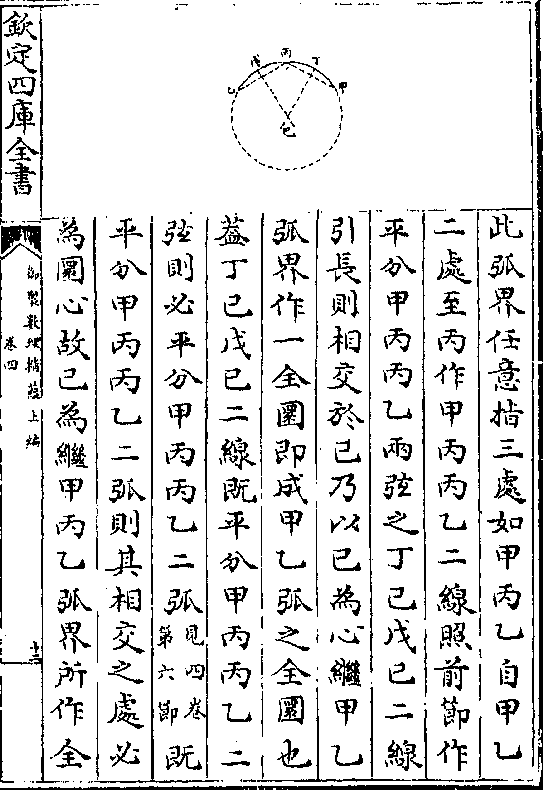 此弧界任意指三處如甲丙乙自甲乙
二處至丙作甲丙丙乙二線照前節作
平分甲丙丙乙兩弦之丁己戊己二線
引長則相交於己乃以己為心繼甲乙
弧界作一全圜即成甲乙弧之全圜也
葢丁己戊己二線既平分甲丙丙乙二
弦則必平分甲丙丙乙二弧見四卷第六節既
平分甲丙丙乙二弧則其相交之處必
為圜心故己為繼甲丙乙弧界所作全
欽定四庫全書
御製數理精蘊上編
卷四
甲
丁
丙
戊
乙
己